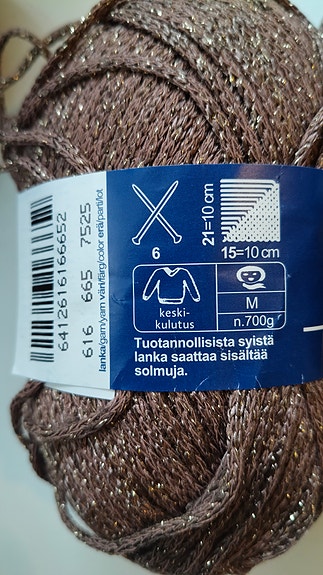 6412616166652
616 665 7525
lanka/garn/yarn väri/färg/color erä/parti/lot
6
21=10 cm
15=10 cm
keski-
kulutus
M
n.700g
Tuotannollisista syistä
lanka saattaa sisältää
solmuja.